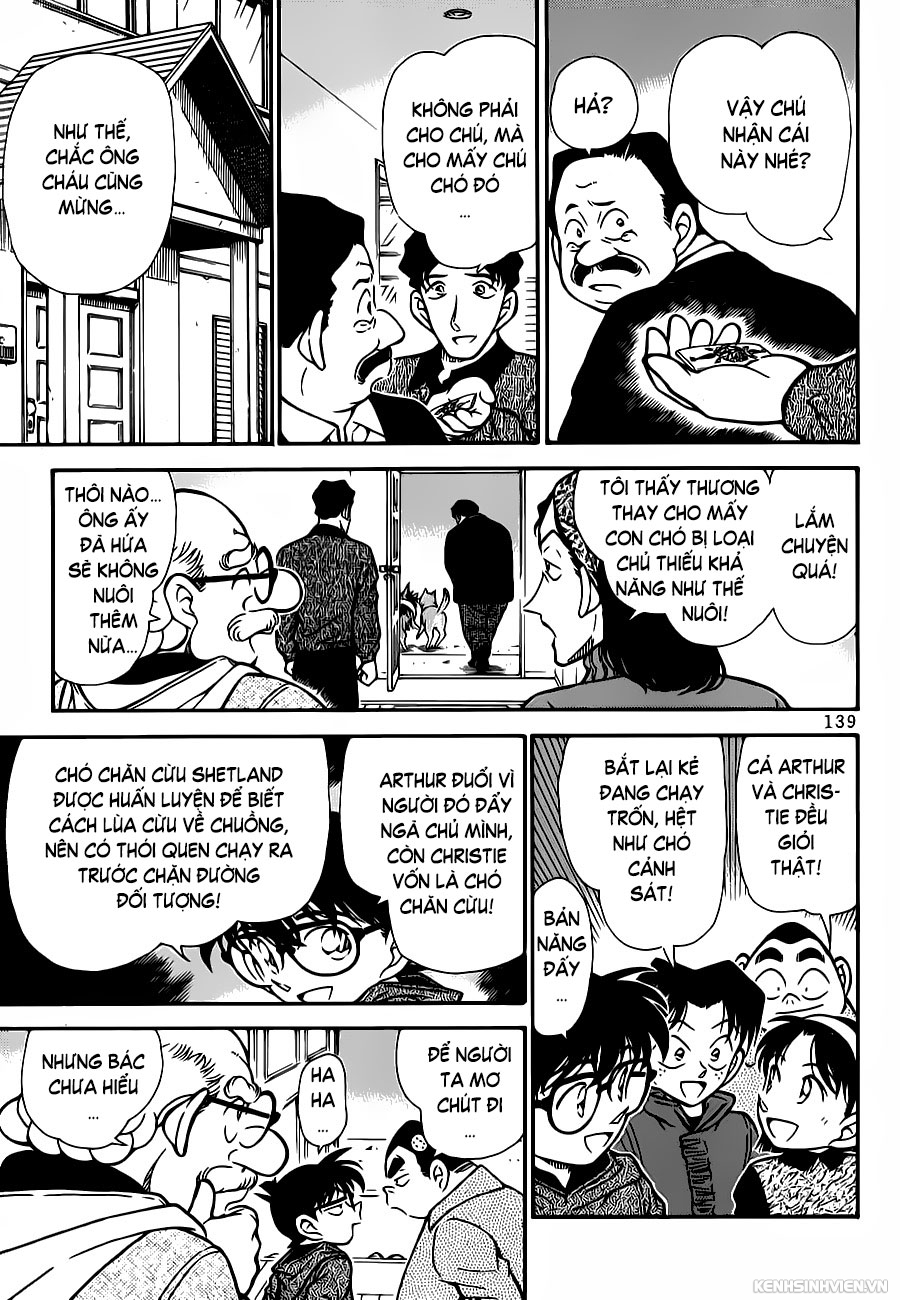 VẬY CHÚ
NHẬN CÁI
NÀY NHÉ?
HẢ?
KHÔNG PHẢI
CHO CHÚ, MÀ
CHO MẤY CHÚ
CHÓ ĐÓ
...
NHƯ THẾ,
CHẮC ÔNG
CHÁU CŨNG
MỪNG...
LẮM
CHUYỆN
QUÁ!
TÔI THẤY THƯƠNG
THAY CHO MẤY
CON CHÓ BỊ LOẠI
CHỦ THIẾU KHẢ
NĂNG NHƯ THẾ
NUÔI!
THÔI NÀO...
ÔNG ẤY
ĐÃ HỨA
SẼ KHÔNG
NUÔI
THÊM
NỮA...
139
CẢ ARTHUR
VÀ CHRIS-
TIE ĐỀU
GIỎI
THẬT!
BẮT LẠI KẺ
ĐANG CHẠY
TRỐN, HỆT
NHƯ CHÓ
CẢNH
SÁT!
BẢN
NĂNG
ĐẤY
...
ARTHUR ĐUỔI VÌ
NGƯỜI ĐÓ ĐẨY
NGÃ CHỦ MÌNH,
CÒN CHRISTIE
VỐN LÀ CHÓ
CHĂN CỪU!
CHÓ CHĂN CỪU SHETLAND
ĐƯỢC HUẤN LUYỆN ĐỂ BIẾT
CÁCH LÙA CỪU VỀ CHUỒNG,
NÊN CÓ THÓI QUEN CHẠY RA
TRƯỚC CHẶN ĐƯỜNG
ĐỐI TƯỢNG!
ĐỂ NGƯỜI
TA MƠ
CHÚT ĐI
...
HA
HA
...
NHƯNG BÁC
CHƯA HIỂU
...
KENHSINHVIEN.VN